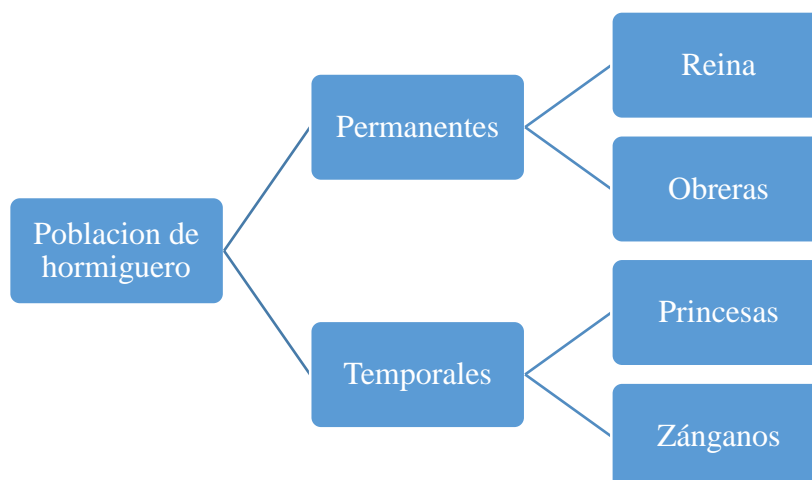 Poblacion de
hormiguero
Permanentes
Reina
Obreras
Temporales
Princesas
Zánganos